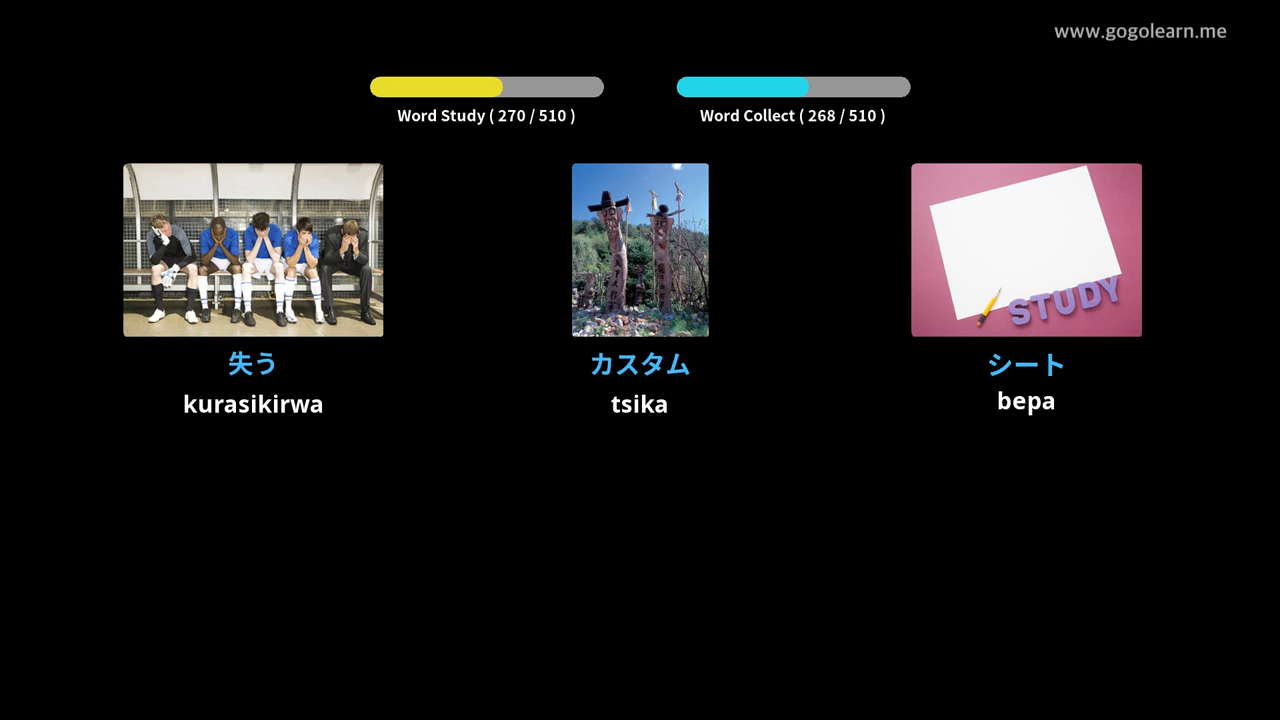 www.gogolearn.me
Word Study ( 270 / 510 )
Word Collect ( 268 / 510 )
STUDY
失う
カスタム
シート
kurasikirwa
tsika
bepa